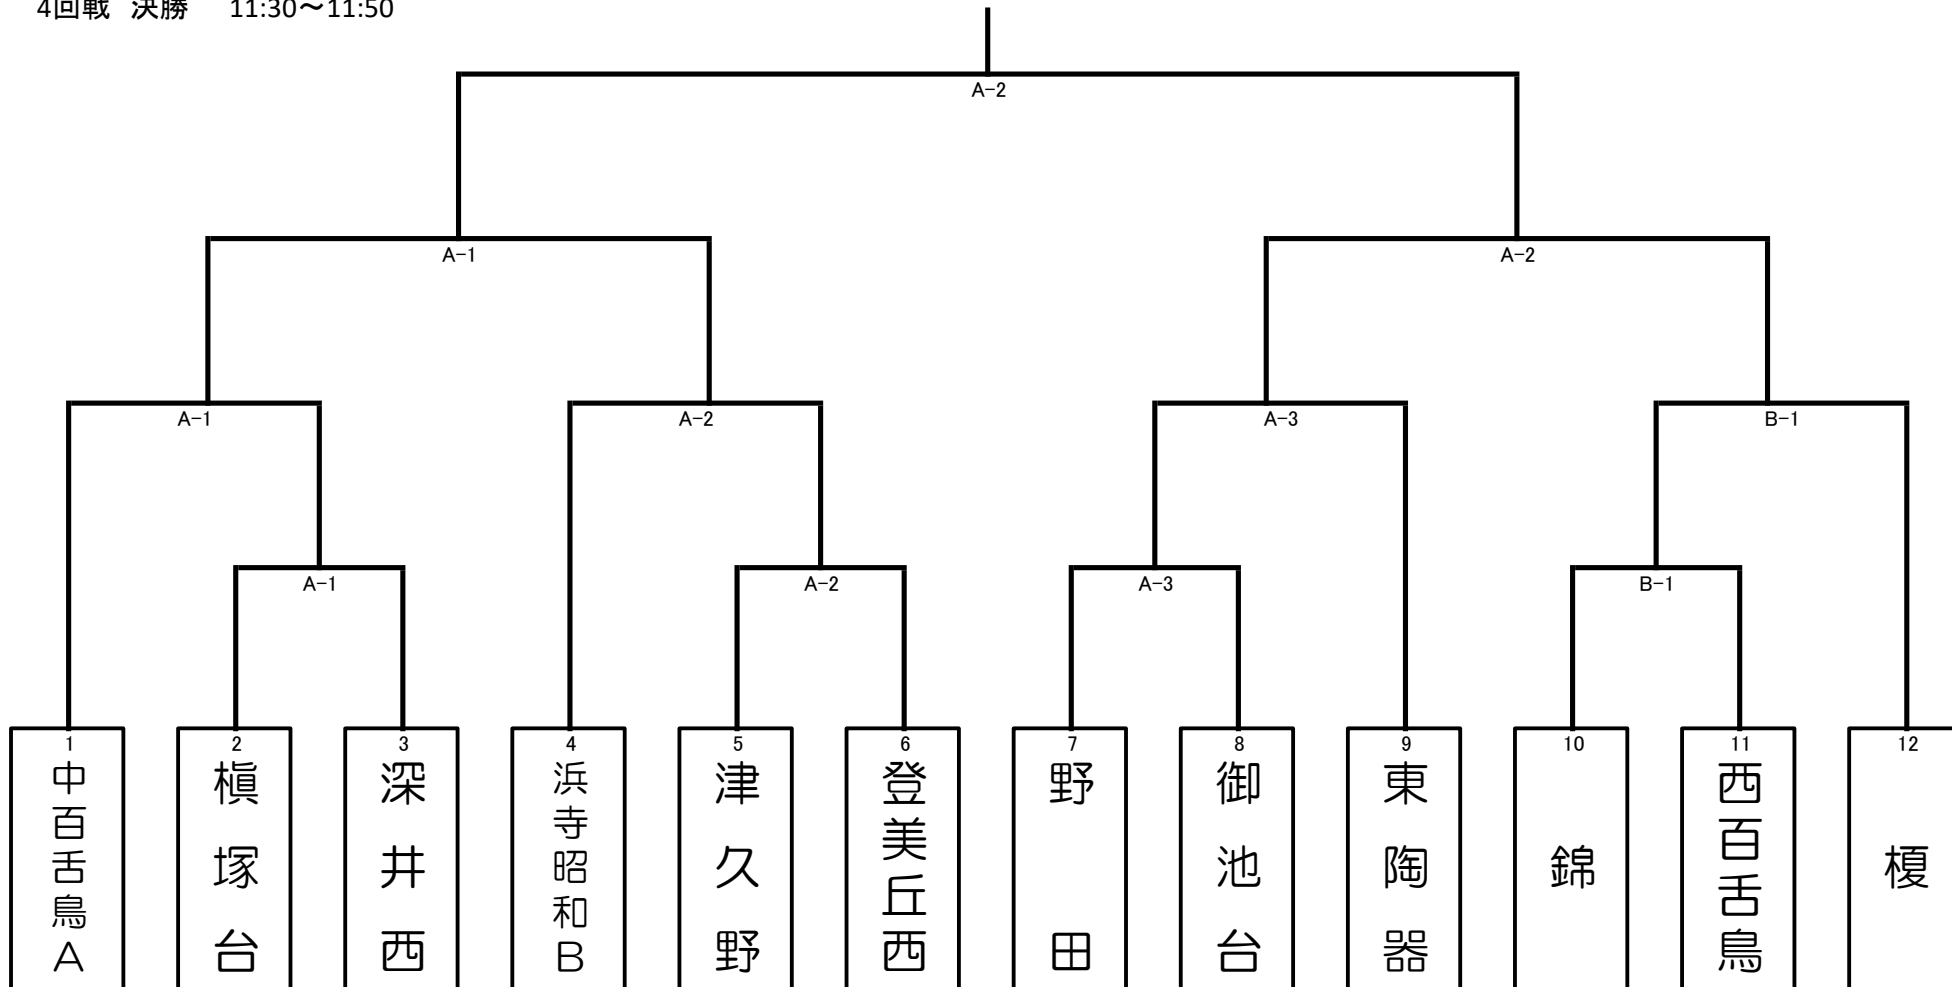 4回戦 決勝 11:30～11:50
A-2
A-1
A-2
A-1
A-2
A-3
B-1
A-1
A-2
A-3
B-1
1
中百舌鳥A
2
槇塚台
3
深井西
4
浜寺昭和B
5
津久野
6
登美丘西
7
野田
8
御池台
9
東陶器
10
錦
11
西百舌鳥
12
榎